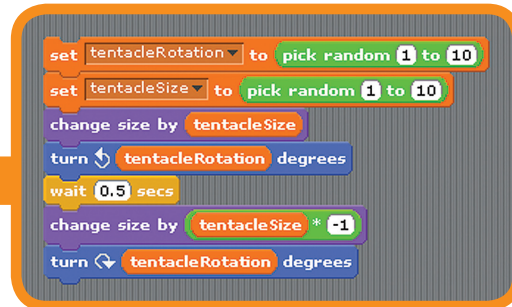 set tentacleRotation to pick random 1 to 10
set tentacleSize to pick random 1 to 10
change size by tentacleSize
turn tentacleRotation degrees
wait 0.5 secs
change size by tentacleSize * -1
turn tentacleRotation degrees